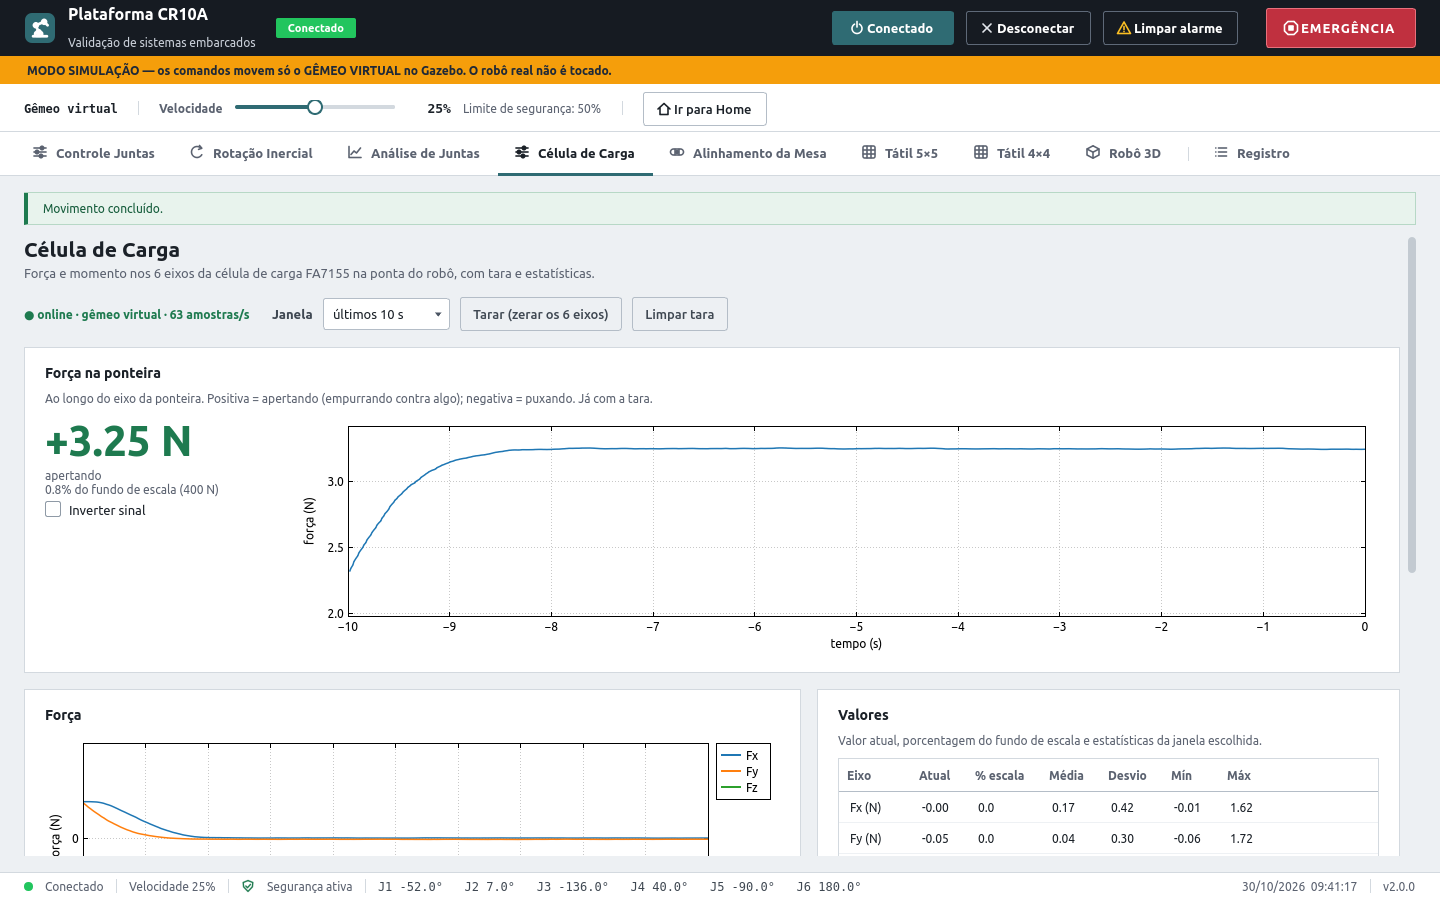 Plataforma CR10A
Validação de sistemas embarcados
Conectado
Conectado
Desconectar
Limpar alarme
EMERGÊNCIA
MODO SIMULAÇÃO — os comandos movem só o GÊMEO VIRTUAL no Gazebo. O robô real não é tocado.
Gêmeo virtual
Velocidade
25%
Limite de segurança: 50%
Ir para Home
Controle Juntas
Rotação Inercial
Análise de Juntas
Célula de Carga
Alinhamento da Mesa
Tátil 5×5
Tátil 4×4
Robô 3D
Registro
Movimento concluído.
Célula de Carga
Força e momento nos 6 eixos da célula de carga FA7155 na ponta do robô, com tara e estatísticas.
online · gêmeo virtual · 63 amostras/s
Janela
últimos 10 s
Tarar (zerar os 6 eixos)
Limpar tara
Força na ponteira
Ao longo do eixo da ponteira. Positiva = apertando (empurrando contra algo); negativa = puxando. Já com a tara.
+3.25 N
apertando
0.8% do fundo de escala (400 N)
Inverter sinal
força (N)
3.0
2.5
2.0
−10 −9 −8 −7 −6 −5 −4 −3 −2 −1 0
tempo (s)
Força
Fx
Fy
Fz
0
Valores
Valor atual, porcentagem do fundo de escala e estatísticas da janela escolhida.
Eixo Atual % escala Média Desvio Mín Máx
Fx (N) -0.00 0.0 0.17 0.42 -0.01 1.62
Fy (N) -0.05 0.0 0.04 0.30 -0.06 1.72
Conectado
Velocidade 25%
Segurança ativa
J1 -52.0° J2 7.0° J3 -136.0° J4 40.0° J5 -90.0° J6 180.0°
30/10/2026 09:41:17
v2.0.0